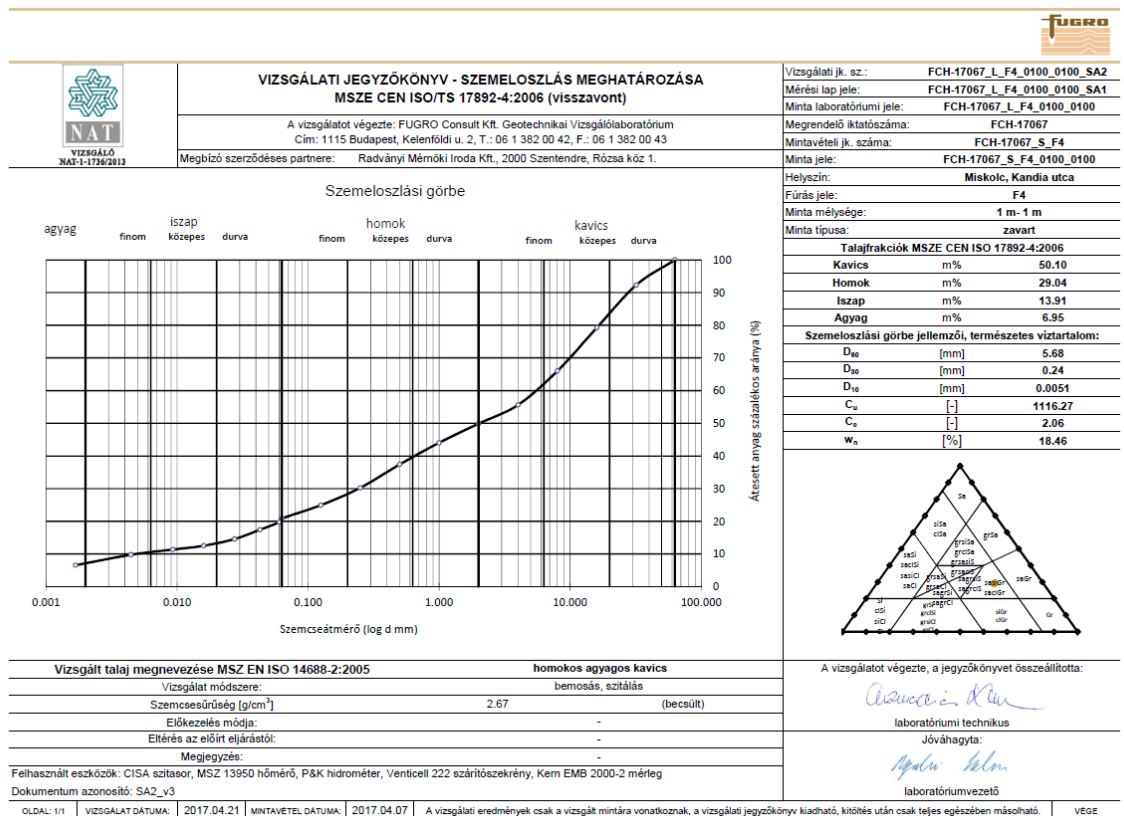 FUGRO
NAT
VIZSGÁLÓ
NAT-1-1736/2013
VIZSGÁLATI JEGYZŐKÖNYV - SZEMELOSZLÁS MEGHATÁROZÁSA
MSZE CEN ISO/TS 17892-4:2006 (visszavont)
A vizsgálatot végezte: FUGRO Consult Kft. Geotechnikai Vizsgálólaboratórium
Cím: 1115 Budapest, Kelenföldi u. 2, T.: 06 1 382 00 42, F.: 06 1 382 00 43
Megbízó szerződéses partnere: Radványi Mérnöki Iroda Kft., 2000 Szentendre, Rózsa köz 1.
Vizsgálati jk. sz.: FCH-17067_L_F4_0100_0100_SA2
Mérési lap jele: FCH-17067_L_F4_0100_0100_SA1
Minta laboratóriumi jele: FCH-17067_L_F4_0100_0100
Megrendelő iktatószáma: FCH-17067
Mintavételi jk. száma: FCH-17067_S_F4
Minta jele: FCH-17067_S_F4_0100_0100
Helyszín: Miskolc, Kandia utca
Fúrás jele: F4
Minta mélysége: 1 m- 1 m
Minta típusa: zavart
Talajfrakciók MSZE CEN ISO 17892-4:2006
Kavics m% 50.10
Homok m% 29.04
Iszap m% 13.91
Agyag m% 6.95
Szemeloszlási görbe jellemzői, természetes víztartalom:
D60 [mm] 5.68
D30 [mm] 0.24
D10 [mm] 0.0051
Cu [-] 1116.27
Cc [-] 2.06
wn [%] 18.46
Szemeloszlási görbe
agyag iszap homok kavics
finom közepes durva finom közepes durva finom közepes durva
100
90
80
70
60
50
40
30
20
10
0
Átesett anyag százalékos aránya (%)
0.001 0.010 0.100 1.000 10.000 100.000
Szemcseátmérő (log d mm)
Sa
siSa
clSa
grSa
grsiSa
grclSa
grsasiS
saSi
saclSi
sasiCl
saCl
saGr
saclGr
Si
clSi
siCl
grclSi
grsiCl
siGr
clGr
Gr
Vizsgált talaj megnevezése MSZ EN ISO 14688-2:2005 homokos agyagos kavics
Vizsgálat módszere: bemosás, szitálás
Szemcsesűrűség [g/cm3] 2.67 (becsült)
Előkezelés módja: -
Eltérés az előírt eljárástól: -
Megjegyzés: -
Felhasznált eszközök: CISA szitasor, MSZ 13950 hőmérő, P&K hidrométer, Venticell 222 szárítószekrény, Kern EMB 2000-2 mérleg
Dokumentum azonosító: SA2_v3
A vizsgálatot végezte, a jegyzőkönyvet összeállította:
laboratóriumi technikus
Jóváhagyta:
laboratóriumvezető
OLDAL: 1/1 VIZSGÁLAT DÁTUMA: 2017.04.21 MINTAVÉTEL DÁTUMA: 2017.04.07 A vizsgálati eredmények csak a vizsgált mintára vonatkoznak, a vizsgálati jegyzőkönyv kiadható, kitöltés után csak teljes egészében másolható. VÉGE